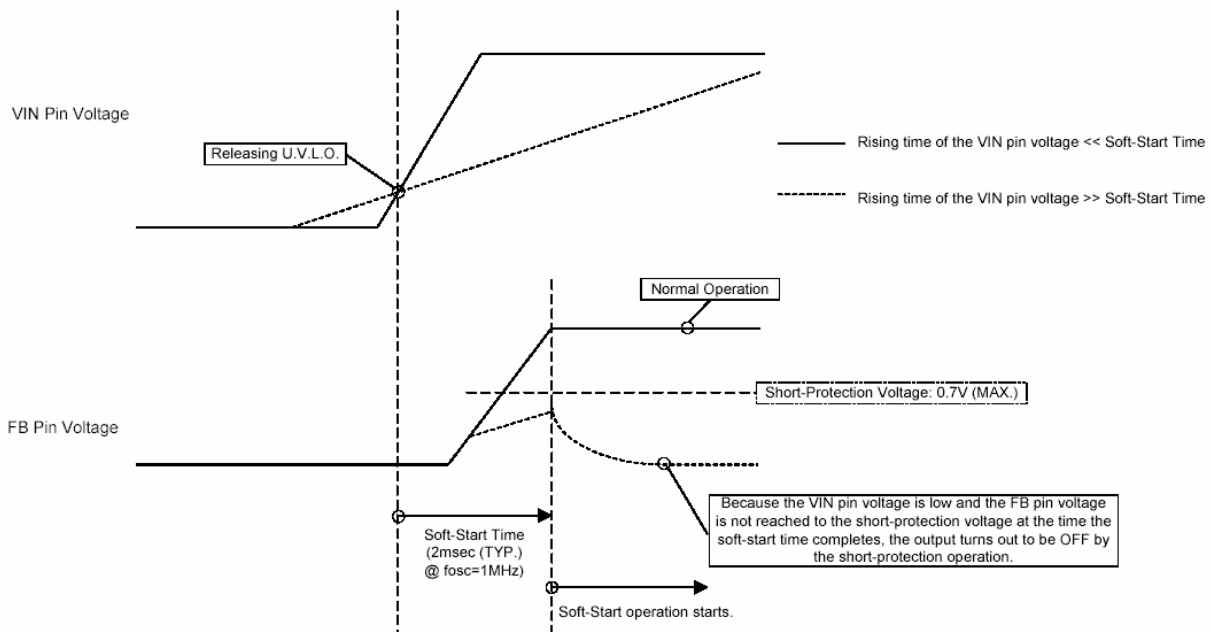 VIN Pin Voltage
Releasing U.V.L.O.
Rising time of the VIN pin voltage << Soft-Start Time
Rising time of the VIN pin voltage >> Soft-Start Time
Normal Operation
Short-Protection Voltage: 0.7V (MAX.)
FB Pin Voltage
Because the VIN pin voltage is low and the FB pin voltage
is not reached to the short-protection voltage at the time the
soft-start time completes, the output turns out to be OFF by
the short-protection operation.
Soft-Start Time
(2msec (TYP.)
@ fosc=1MHz)
Soft-Start operation starts.